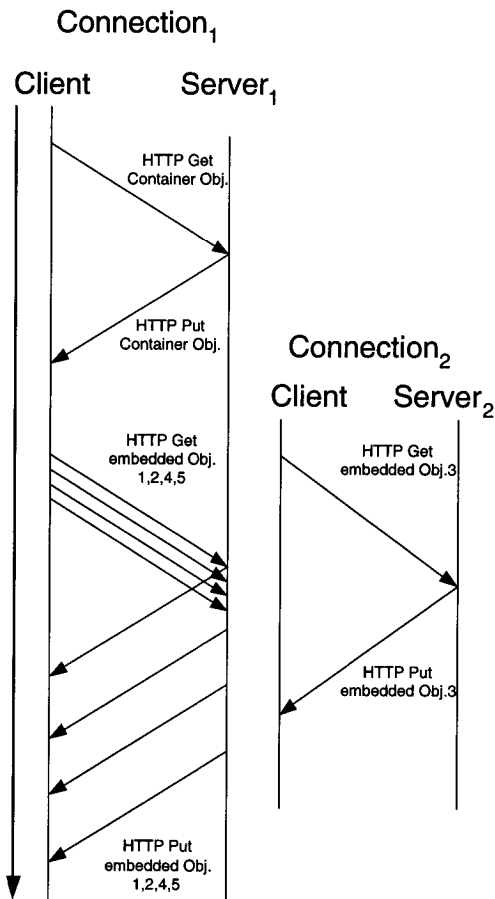 Connection1
Client Server1
HTTP Get
Container Obj.
HTTP Put
Container Obj.
HTTP Get
embedded Obj.
1,2,4,5
HTTP Put
embedded Obj.
1,2,4,5
Connection2
Client Server2
HTTP Get
embedded Obj.3
HTTP Put
embedded Obj.3